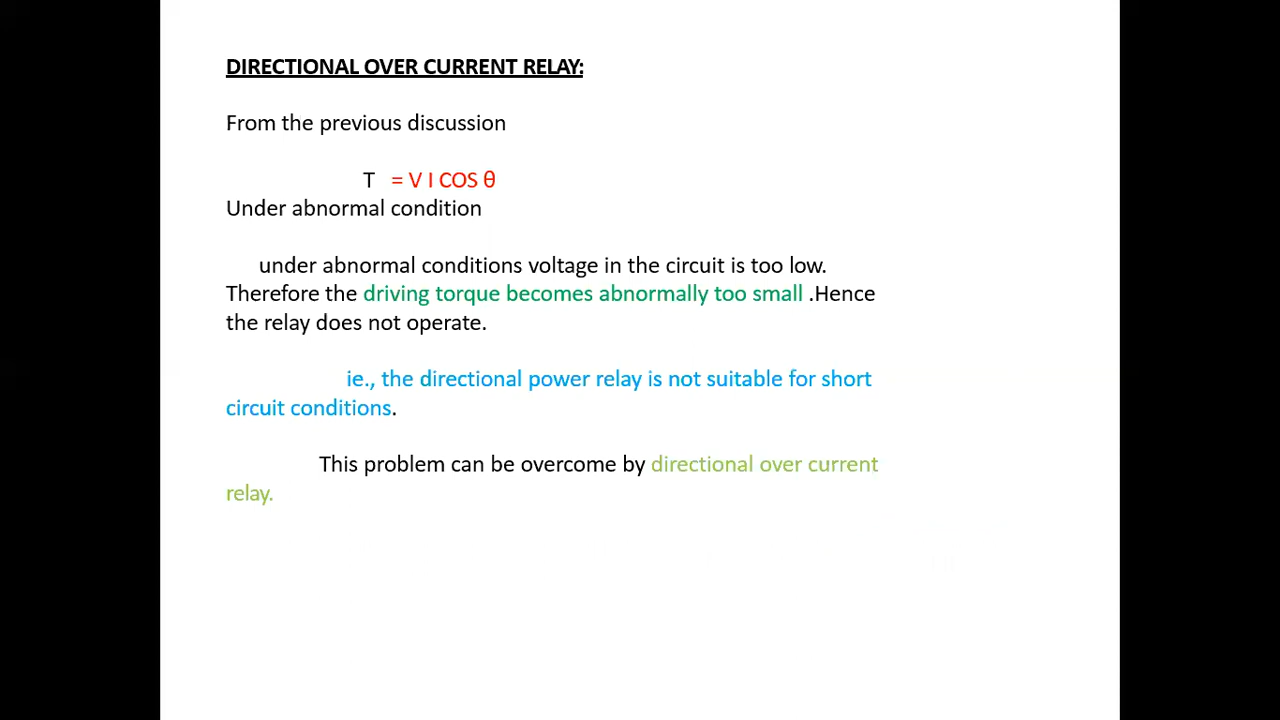 DIRECTIONAL OVER CURRENT RELAY:
From the previous discussion
T = V I COS θ
Under abnormal condition
under abnormal conditions voltage in the circuit is too low.
Therefore the driving torque becomes abnormally too small .Hence
the relay does not operate.
ie., the directional power relay is not suitable for short
circuit conditions.
This problem can be overcome by directional over current
relay.